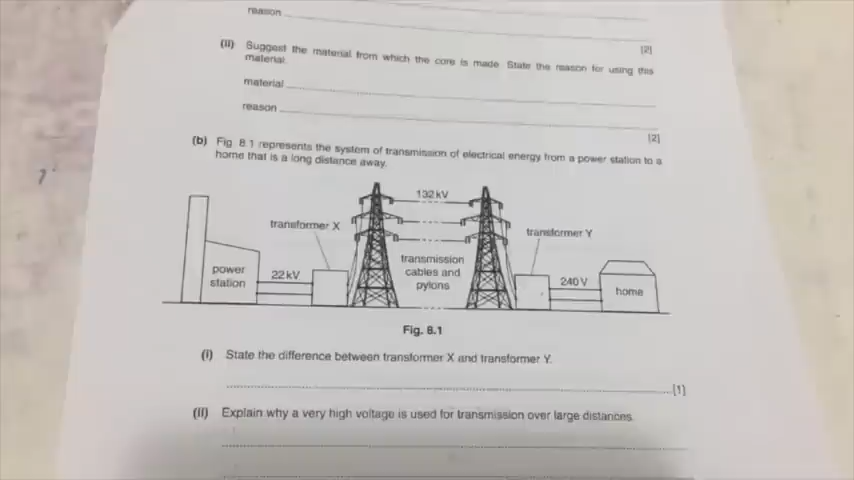 reason
[2]
(ii) Suggest the material from which the core is made. State the reason for using this
material.
material
reason
[2]
(b) Fig. 8.1 represents the system of transmission of electrical energy from a power station to a
home that is a long distance away.
132 kV
transformer X
transformer Y
power
station
22 kV
transmission
cables and
pylons
240 V
home
Fig. 8.1
(i) State the difference between transformer X and transformer Y.
[1]
(ii) Explain why a very high voltage is used for transmission over large distances.